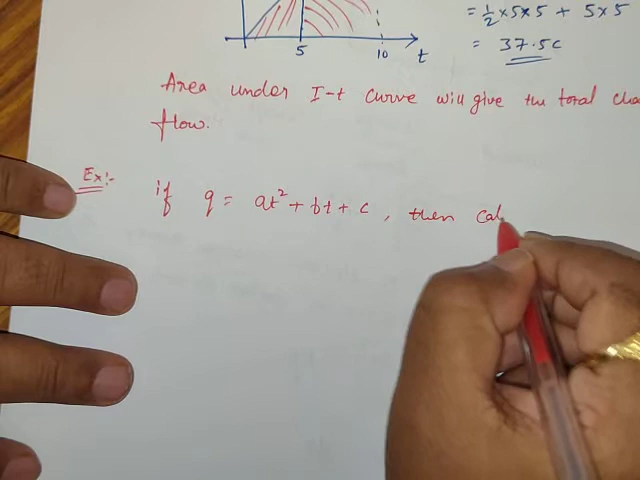 = 1/2 × 5 × 5 + 5 × 5
= 37.5C
5 10 t
Area under I-t curve will give the total cha
flow.
Ex:- if q = at² + bt + c , then cal